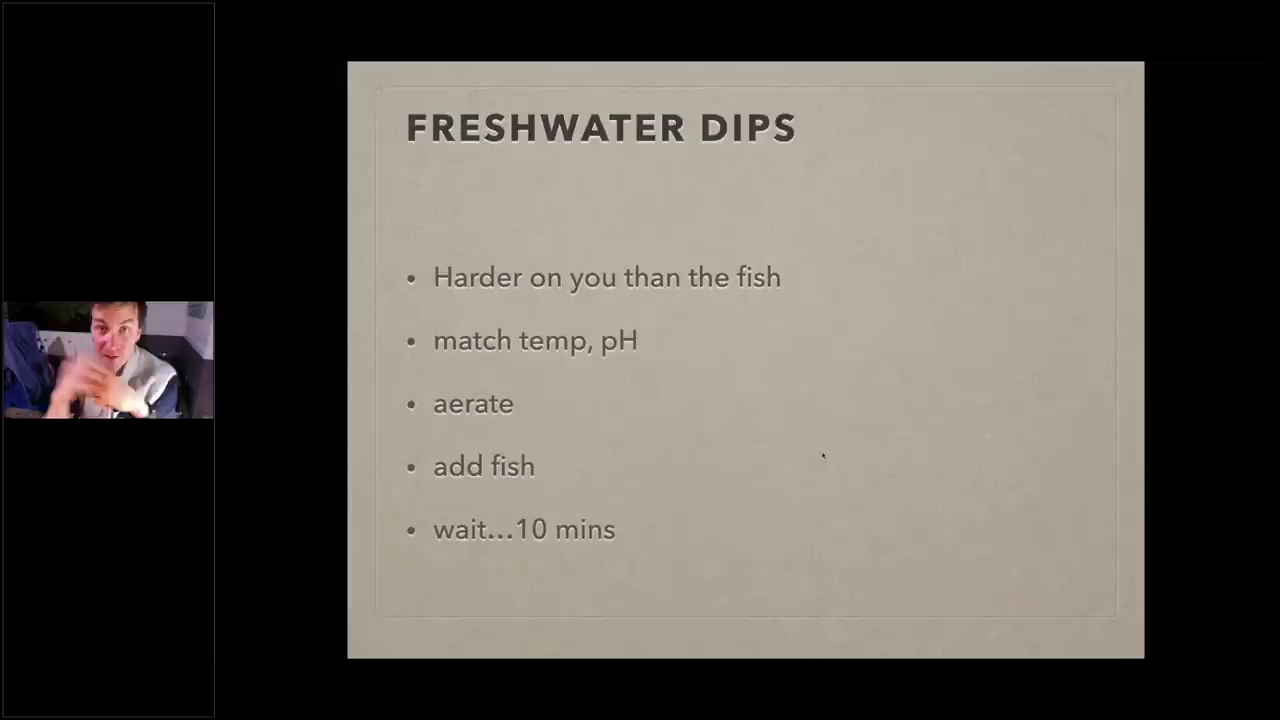 FRESHWATER DIPS
• Harder on you than the fish
• match temp, pH
• aerate
• add fish
• wait...10 mins